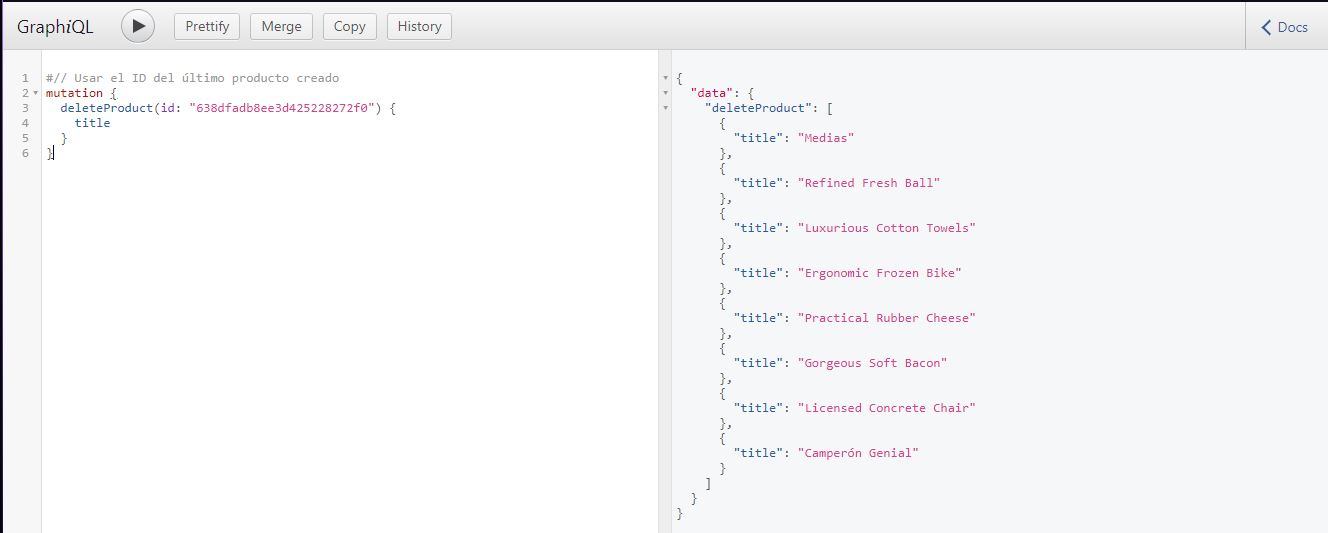 GraphiQL Prettify Merge Copy History Docs
1 #// Usar el ID del último producto creado
2 mutation {
3 deleteProduct(id: "638dfadb8ee3d425228272f0") {
4 title
5 }
6 }
{
"data": {
"deleteProduct": [
{
"title": "Medias"
},
{
"title": "Refined Fresh Ball"
},
{
"title": "Luxurious Cotton Towels"
},
{
"title": "Ergonomic Frozen Bike"
},
{
"title": "Practical Rubber Cheese"
},
{
"title": "Gorgeous Soft Bacon"
},
{
"title": "Licensed Concrete Chair"
},
{
"title": "Camperón Genial"
}
]
}
}